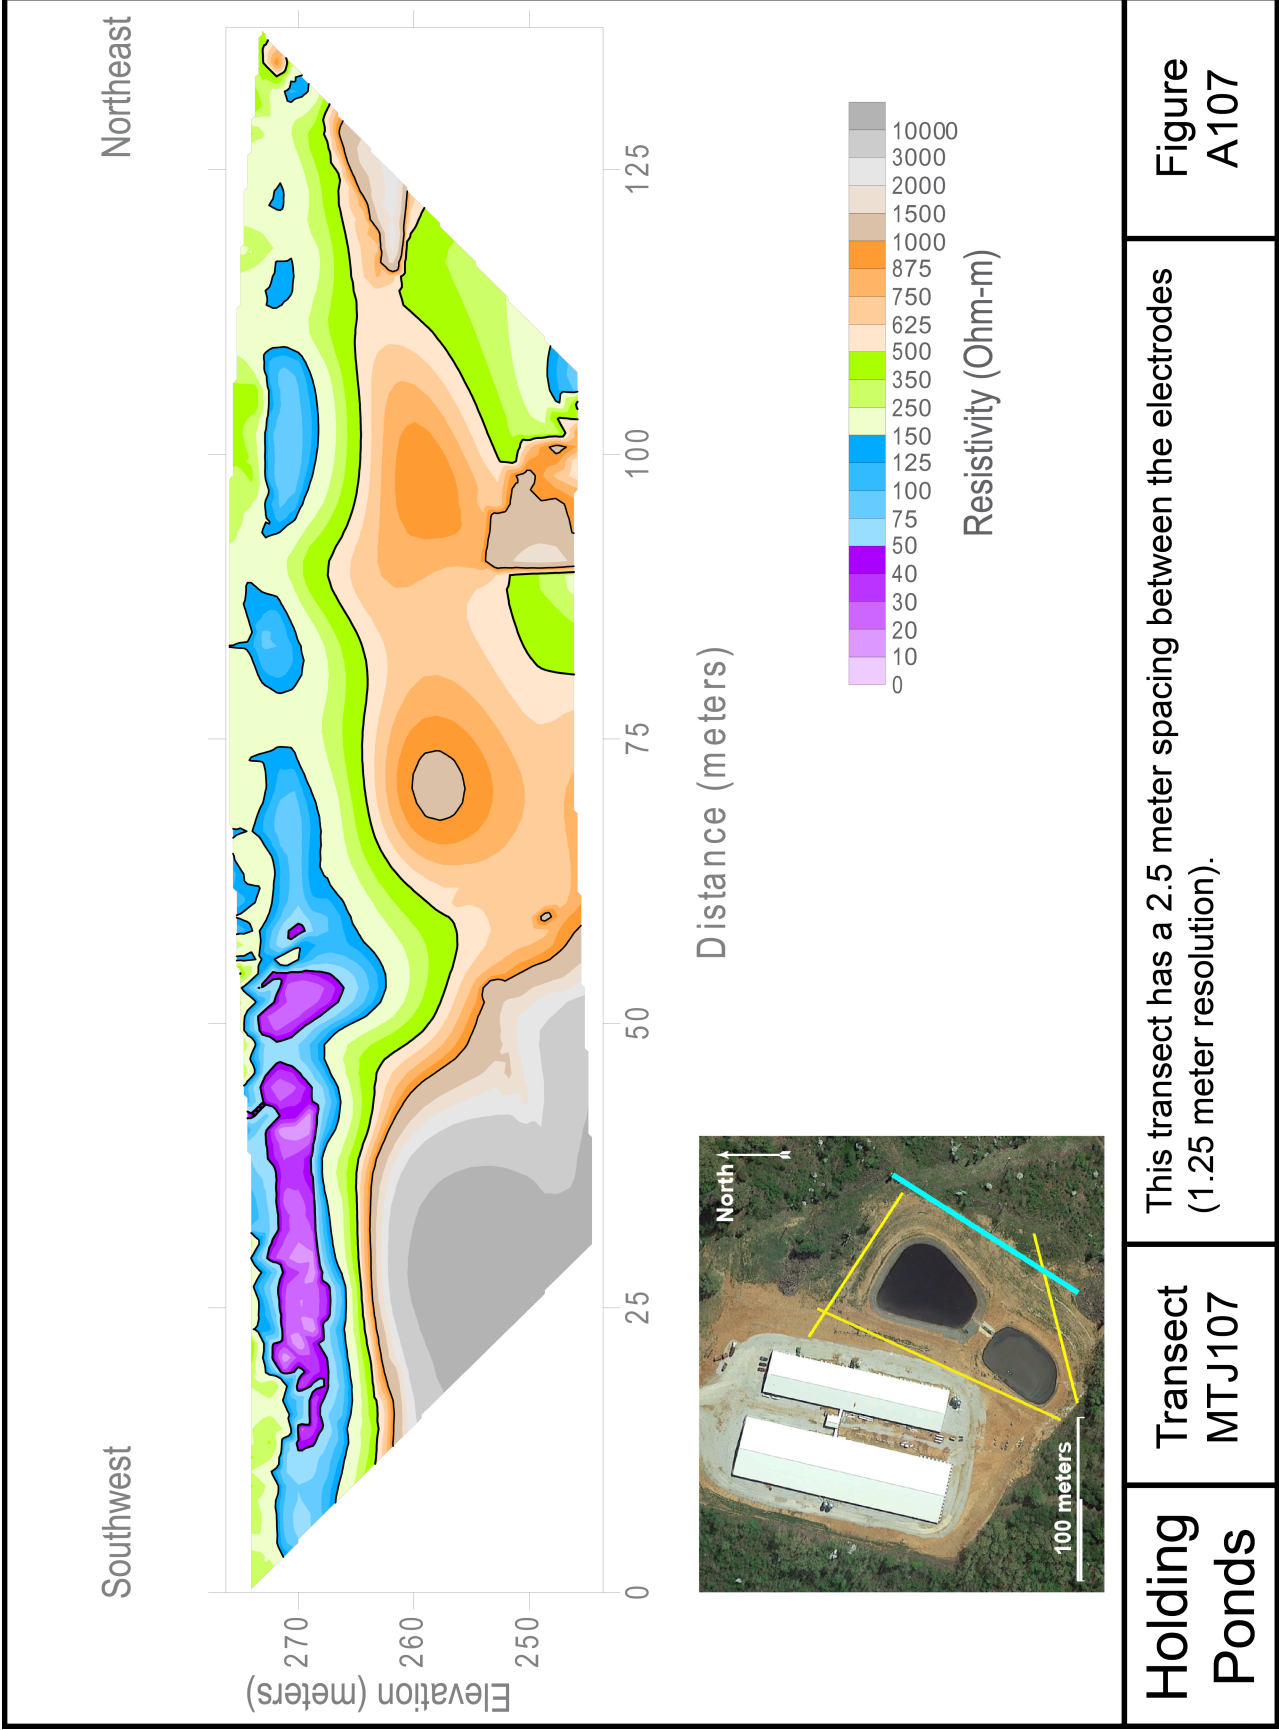 Southwest
Northeast
Elevation (meters)
270
260
250
0
25
50
75
100
125
Distance (meters)
North
100 meters
0
10
20
30
40
50
75
100
125
150
250
350
500
625
750
875
1000
1500
2000
3000
10000
Resistivity (Ohm-m)
Holding
Ponds
Transect
MTJ107
This transect has a 2.5 meter spacing between the electrodes
(1.25 meter resolution).
Figure
A107